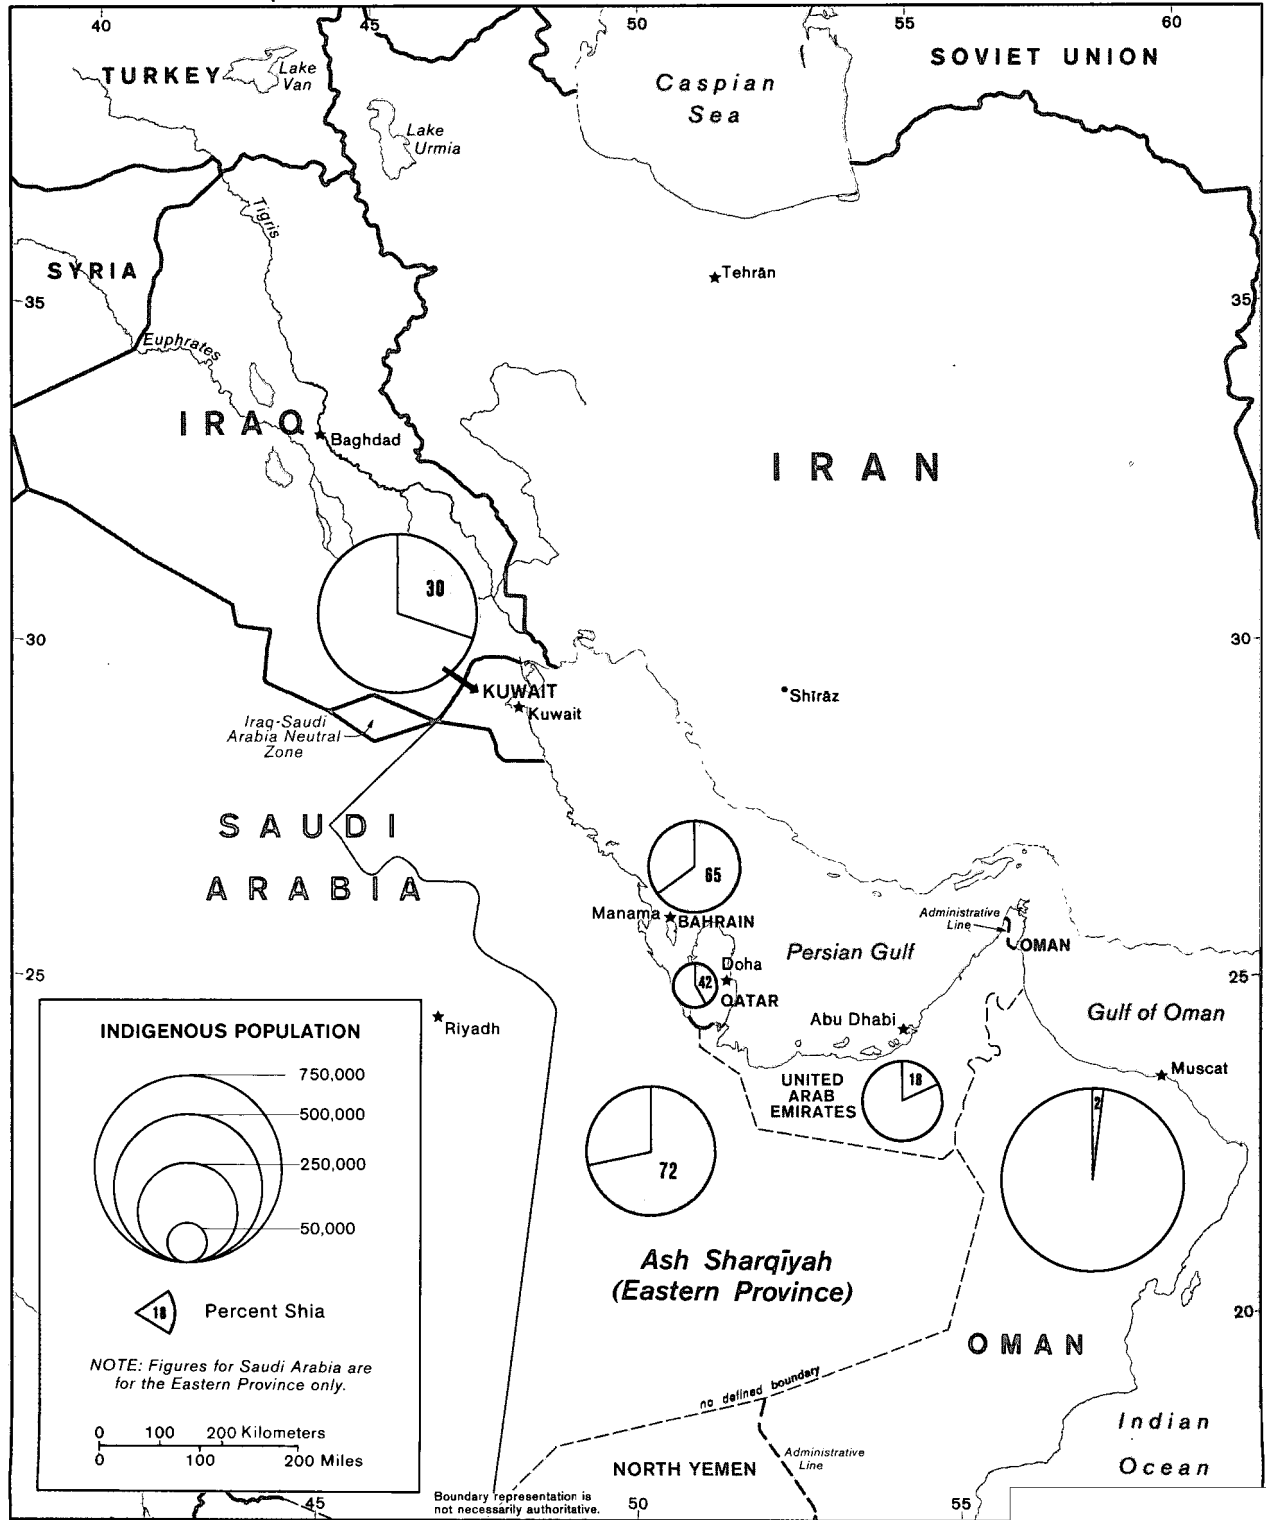 40
45
50
55
60
TURKEY
Lake
Van
Caspian
Sea
SOVIET UNION
Lake
Urmia
Tigris
SYRIA
Tehrān
35
35
Euphrates
IRAQ
Baghdad
IRAN
30
30
30
KUWAIT
Kuwait
Shīrāz
Iraq-Saudi
Arabia Neutral
Zone
SAUDI
ARABIA
65
Manama
BAHRAIN
Administrative
Line
OMAN
Persian Gulf
Doha
42
QATAR
25
25
Abu Dhabi
Gulf of Oman
Riyadh
Muscat
UNITED
ARAB
EMIRATES
18
2
72
INDIGENOUS POPULATION
750,000
500,000
250,000
50,000
18
Percent Shia
NOTE: Figures for Saudi Arabia are
for the Eastern Province only.
0 100 200 Kilometers
0 100 200 Miles
Ash Sharqīyah
(Eastern Province)
20
OMAN
no defined boundary
Administrative
Line
NORTH YEMEN
Indian
Ocean
Boundary representation is
not necessarily authoritative.
45
50
55